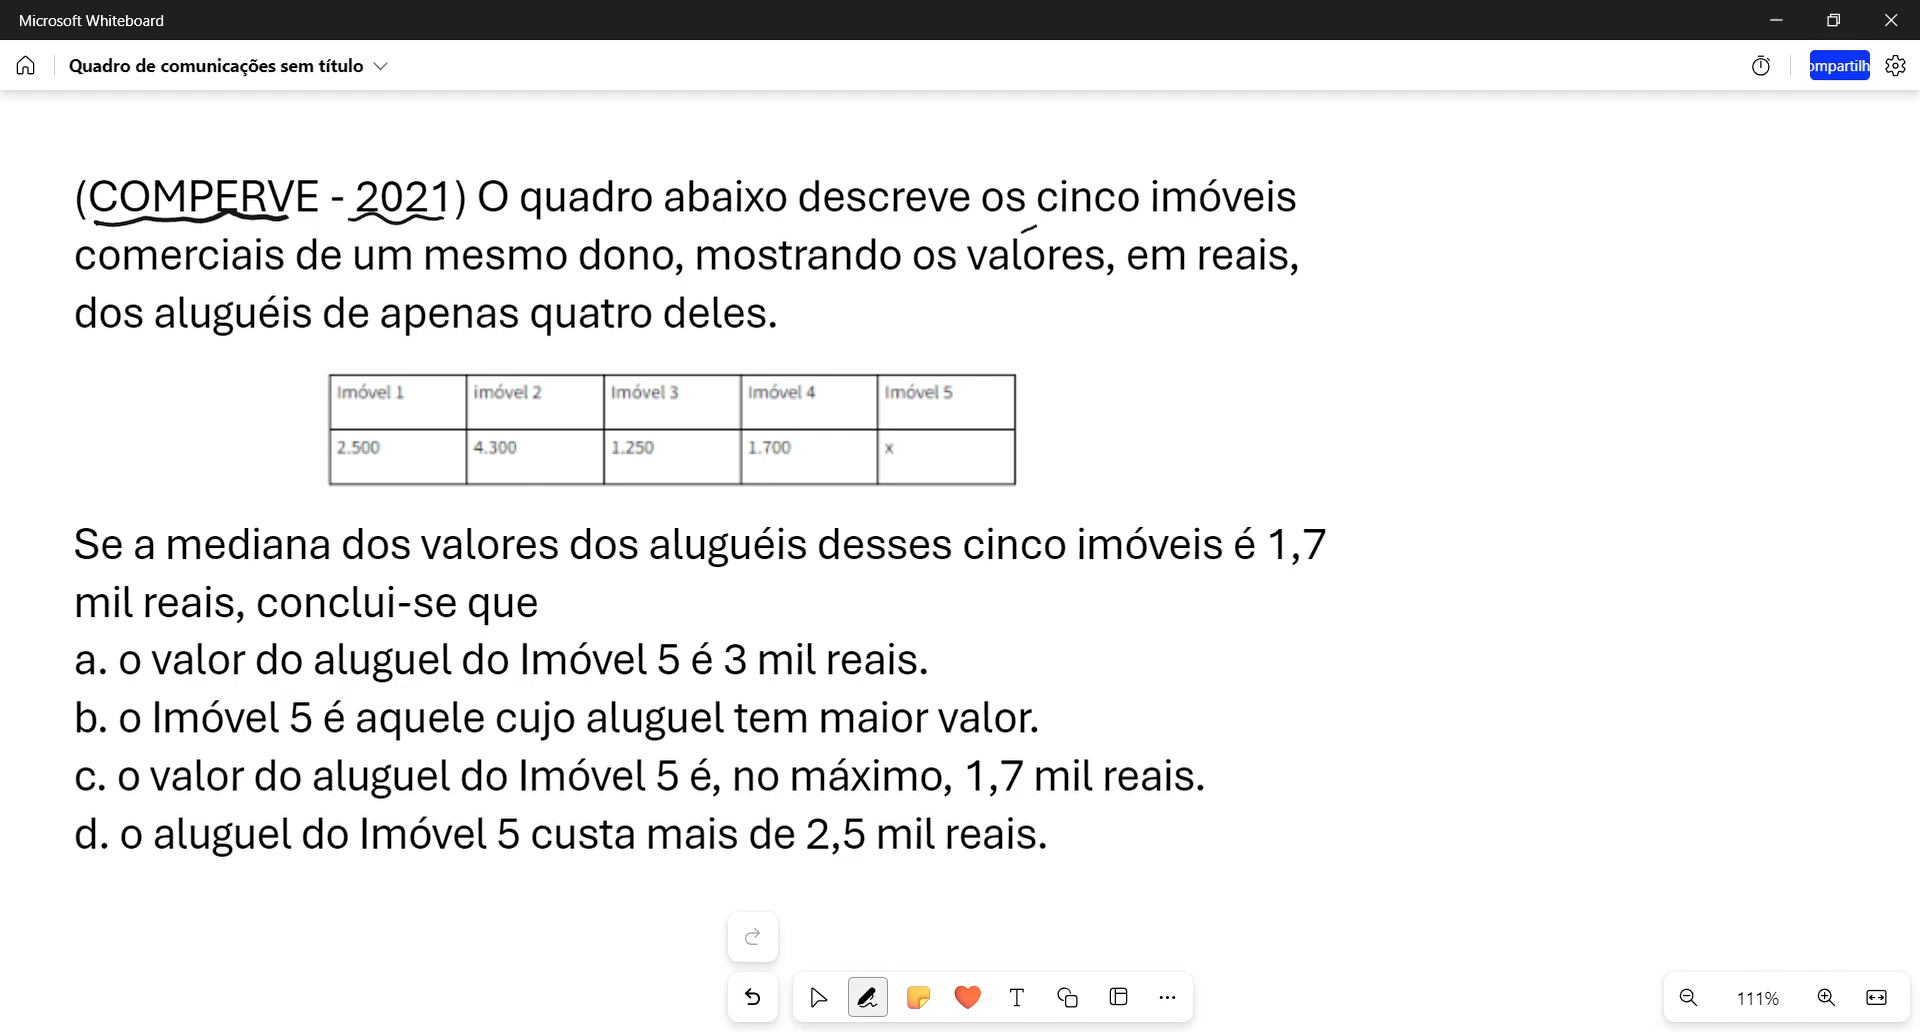 Microsoft Whiteboard
Quadro de comunicações sem título
ompartilh
(COMPERVE - 2021) O quadro abaixo descreve os cinco imóveis
comerciais de um mesmo dono, mostrando os valores, em reais,
dos aluguéis de apenas quatro deles.
Imóvel 1 imóvel 2 Imóvel 3 Imóvel 4 Imóvel 5
2.500 4.300 1.250 1.700 x
Se a mediana dos valores dos aluguéis desses cinco imóveis é 1,7
mil reais, conclui-se que
a. o valor do aluguel do Imóvel 5 é 3 mil reais.
b. o Imóvel 5 é aquele cujo aluguel tem maior valor.
c. o valor do aluguel do Imóvel 5 é, no máximo, 1,7 mil reais.
d. o aluguel do Imóvel 5 custa mais de 2,5 mil reais.
111%